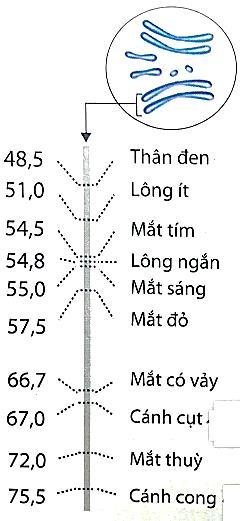 48,5 Thân đen
51,0 Lông ít
54,5 Mắt tím
54,8 Lông ngắn
55,0 Mắt sáng
57,5 Mắt đỏ
66,7 Mắt có vảy
67,0 Cánh cụt
72,0 Mắt thuỳ
75,5 Cánh cong